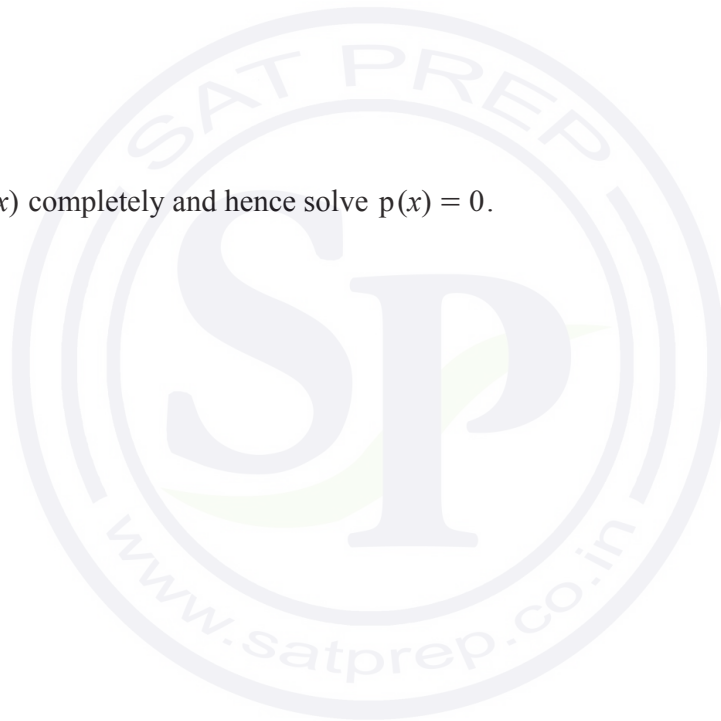 x) completely and hence solve p(x) = 0.
SAT PREP
SP
www.satprep.co.in